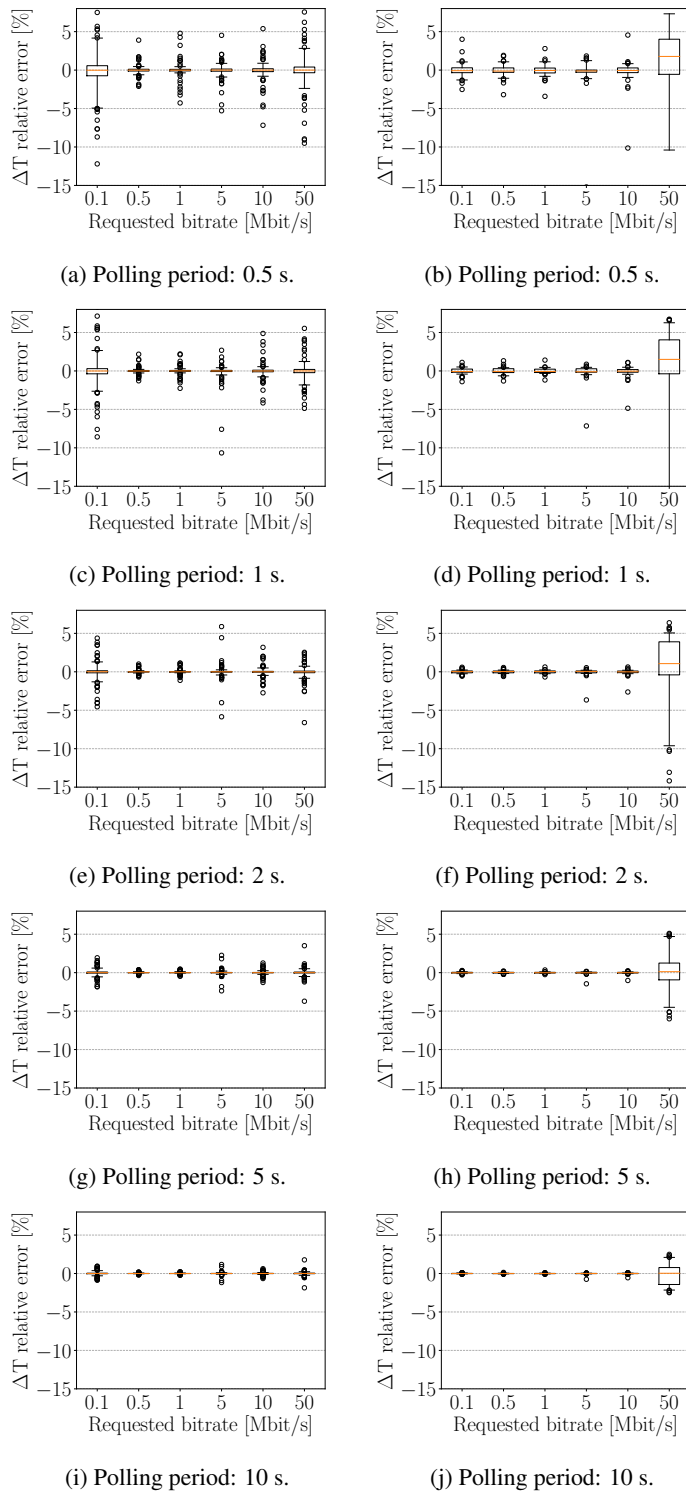 ΔT relative error [%]
5
0
−5
−10
−15
0.1 0.5 1 5 10 50
Requested bitrate [Mbit/s]
(a) Polling period: 0.5 s.
ΔT relative error [%]
5
0
−5
−10
−15
0.1 0.5 1 5 10 50
Requested bitrate [Mbit/s]
(b) Polling period: 0.5 s.
ΔT relative error [%]
5
0
−5
−10
−15
0.1 0.5 1 5 10 50
Requested bitrate [Mbit/s]
(c) Polling period: 1 s.
ΔT relative error [%]
5
0
−5
−10
−15
0.1 0.5 1 5 10 50
Requested bitrate [Mbit/s]
(d) Polling period: 1 s.
ΔT relative error [%]
5
0
−5
−10
−15
0.1 0.5 1 5 10 50
Requested bitrate [Mbit/s]
(e) Polling period: 2 s.
ΔT relative error [%]
5
0
−5
−10
−15
0.1 0.5 1 5 10 50
Requested bitrate [Mbit/s]
(f) Polling period: 2 s.
ΔT relative error [%]
5
0
−5
−10
−15
0.1 0.5 1 5 10 50
Requested bitrate [Mbit/s]
(g) Polling period: 5 s.
ΔT relative error [%]
5
0
−5
−10
−15
0.1 0.5 1 5 10 50
Requested bitrate [Mbit/s]
(h) Polling period: 5 s.
ΔT relative error [%]
5
0
−5
−10
−15
0.1 0.5 1 5 10 50
Requested bitrate [Mbit/s]
(i) Polling period: 10 s.
ΔT relative error [%]
5
0
−5
−10
−15
0.1 0.5 1 5 10 50
Requested bitrate [Mbit/s]
(j) Polling period: 10 s.